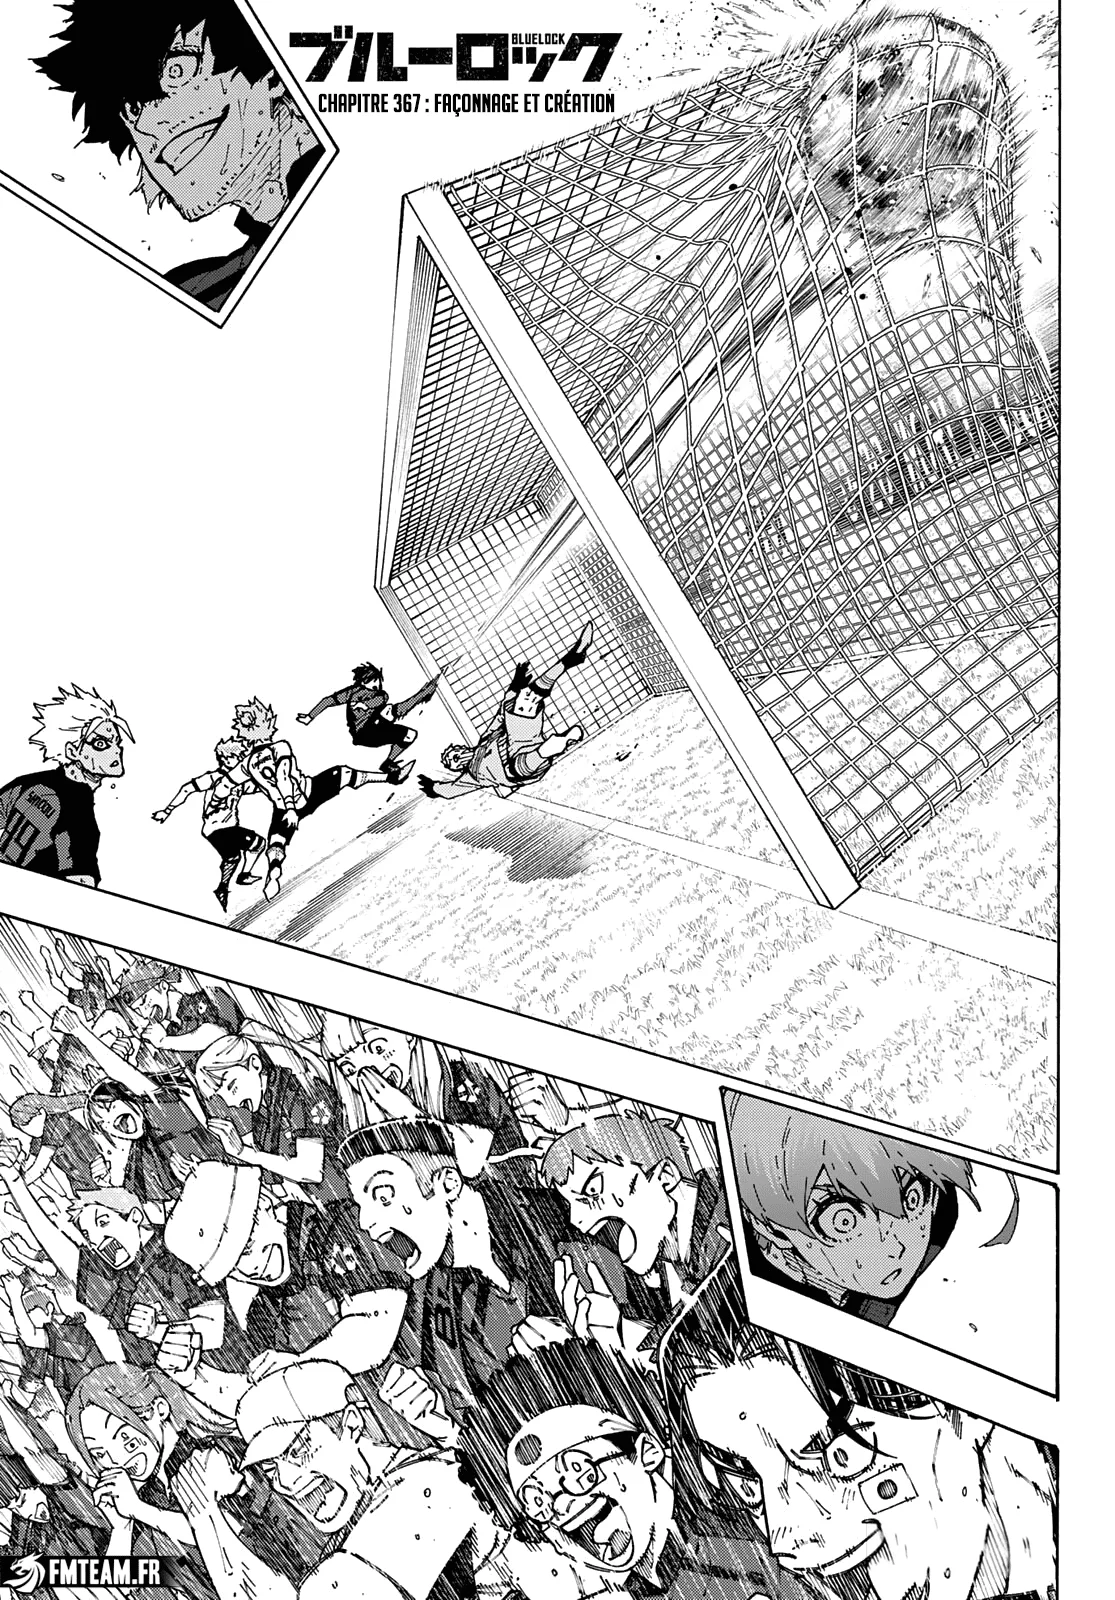 ブルーロック
BLUELOCK
CHAPITRE 367 : FAÇONNAGE ET CRÉATION
FMTEAM.FR